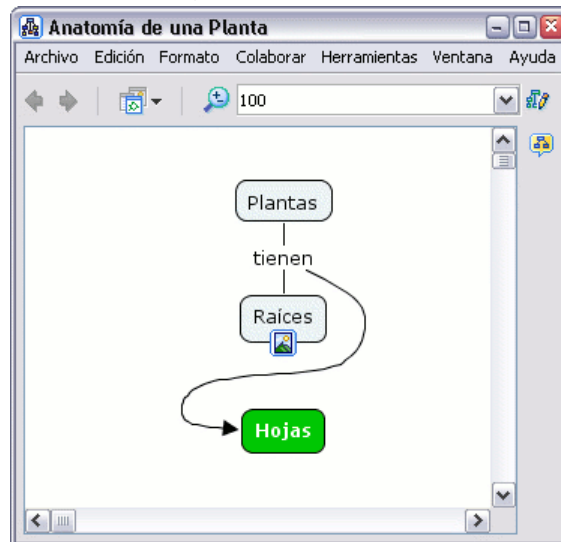 Anatomía de una Planta
Archivo Edición Formato Colaborar Herramientas Ventana Ayuda
100
Plantas
tienen
Raíces
Hojas